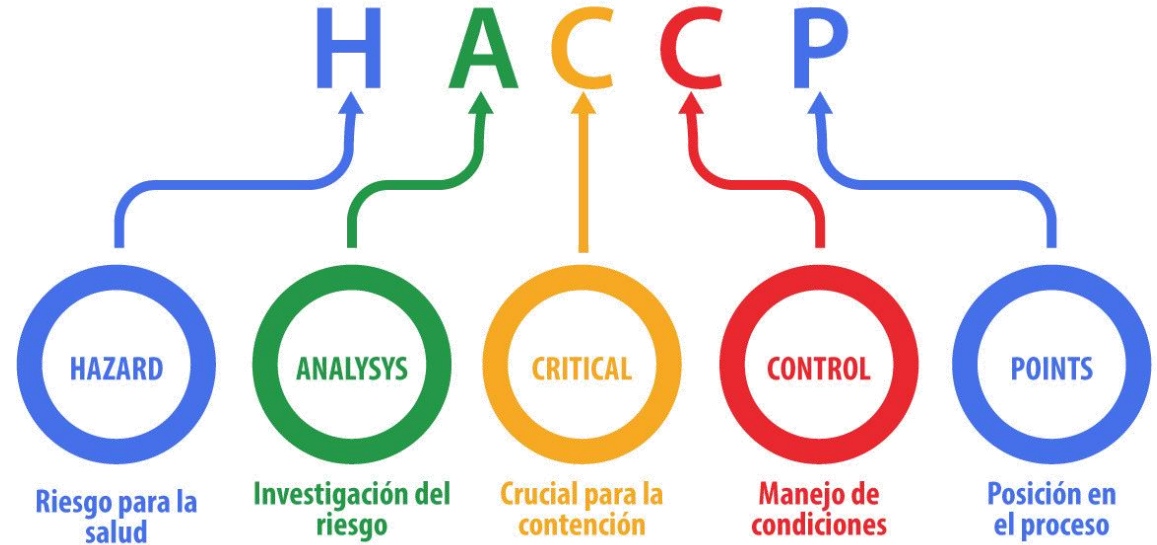 HACCP
HAZARD
ANALYSYS
CRITICAL
CONTROL
POINTS
Riesgo para la
salud
Investigación del
riesgo
Crucial para la
contención
Manejo de
condiciones
Posición en
el proceso